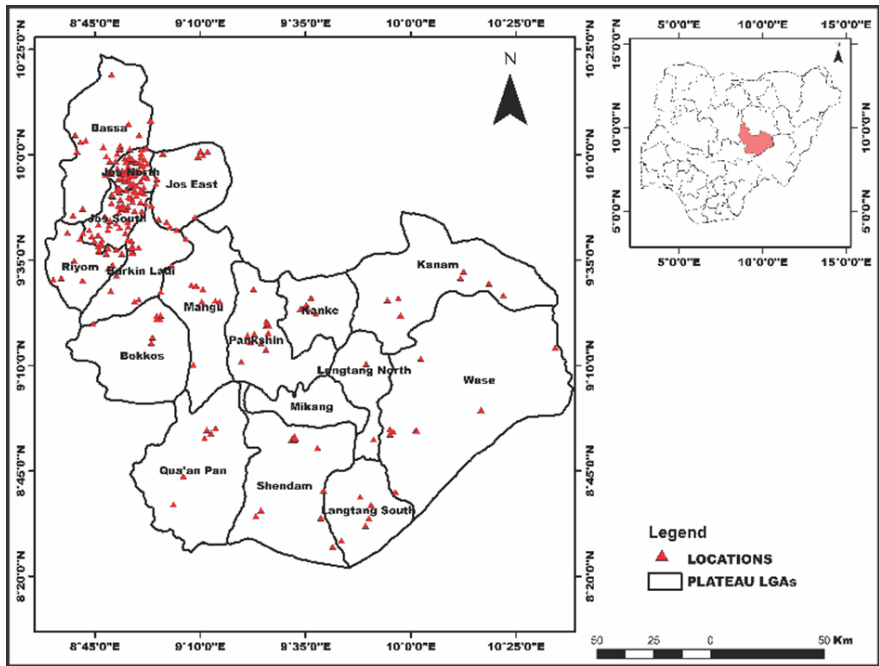 8°45'0"E 9°10'0"E 9°35'0"E 10°0'0"E 10°25'0"E
5°0'0"E 10°0'0"E 15°0'0"E
10°25'0"N
10°0'0"N
9°35'0"N
9°10'0"N
8°45'0"N
8°20'0"N
N
Bassa
Jos North
Jos East
Jos South
Riyom
Barkin Ladi
Mangu
Kanam
Kanke
Pankshin
Bokkos
Langtang North
Wase
Mikang
Qua'an Pan
Shendam
Langtang South
10°25'0"N
10°0'0"N
9°35'0"N
9°10'0"N
8°45'0"N
8°20'0"N
8°45'0"E 9°10'0"E 9°35'0"E 10°0'0"E 10°25'0"E
15°0'0"N
10°0'0"N
5°0'0"N
N
10°0'0"N
5°0'0"N
5°0'0"E 10°0'0"E 15°0'0"E
Legend
LOCATIONS
PLATEAU LGAs
50 25 0 50 Km